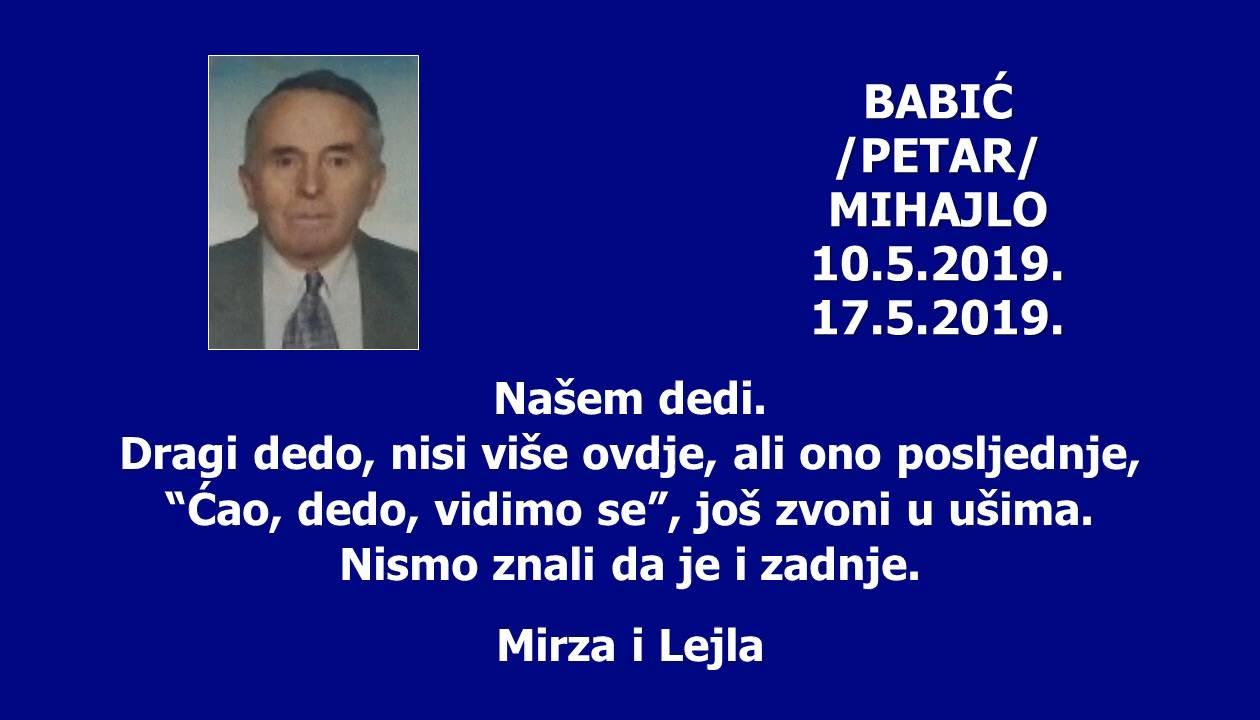 BABIĆ
/PETAR/
MIHAJLO
10.5.2019.
17.5.2019.
Našem dedi.
Dragi dedo, nisi više ovdje, ali ono posljednje,
“Ćao, dedo, vidimo se”, još zvoni u ušima.
Nismo znali da je i zadnje.
Mirza i Lejla